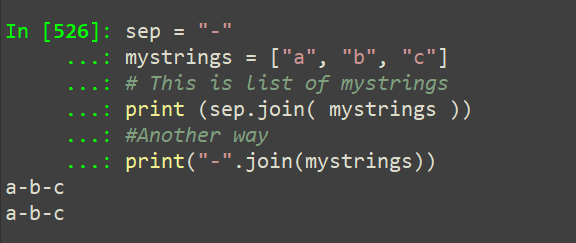 In [526]: sep = "-"
...: mystrings = ["a", "b", "c"]
...: # This is list of mystrings
...: print (sep.join( mystrings ))
...: #Another way
...: print("-".join(mystrings))
a-b-c
a-b-c